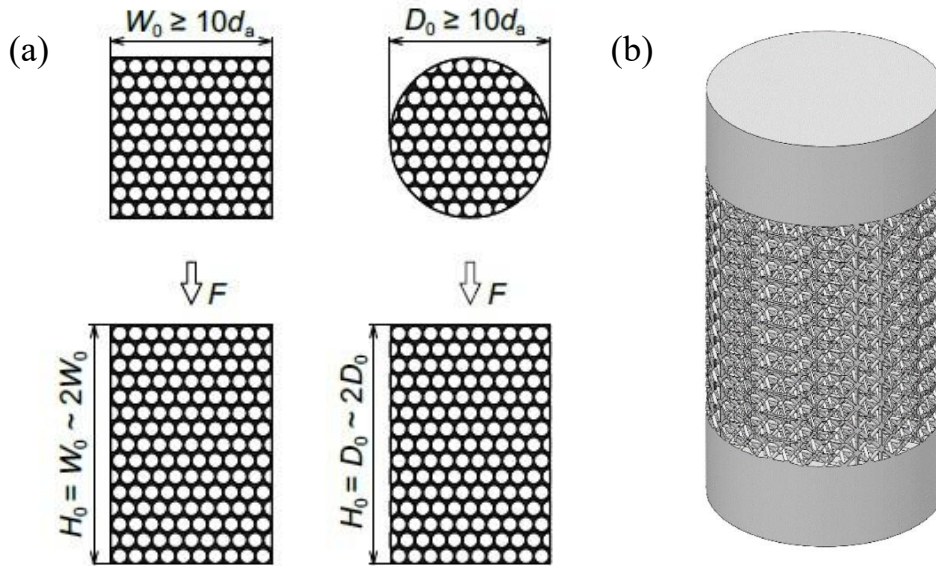 (a)
W₀ ≥ 10dₐ
D₀ ≥ 10dₐ
(b)
F
F
H₀ = W₀ ~ 2W₀
H₀ = D₀ ~ 2D₀